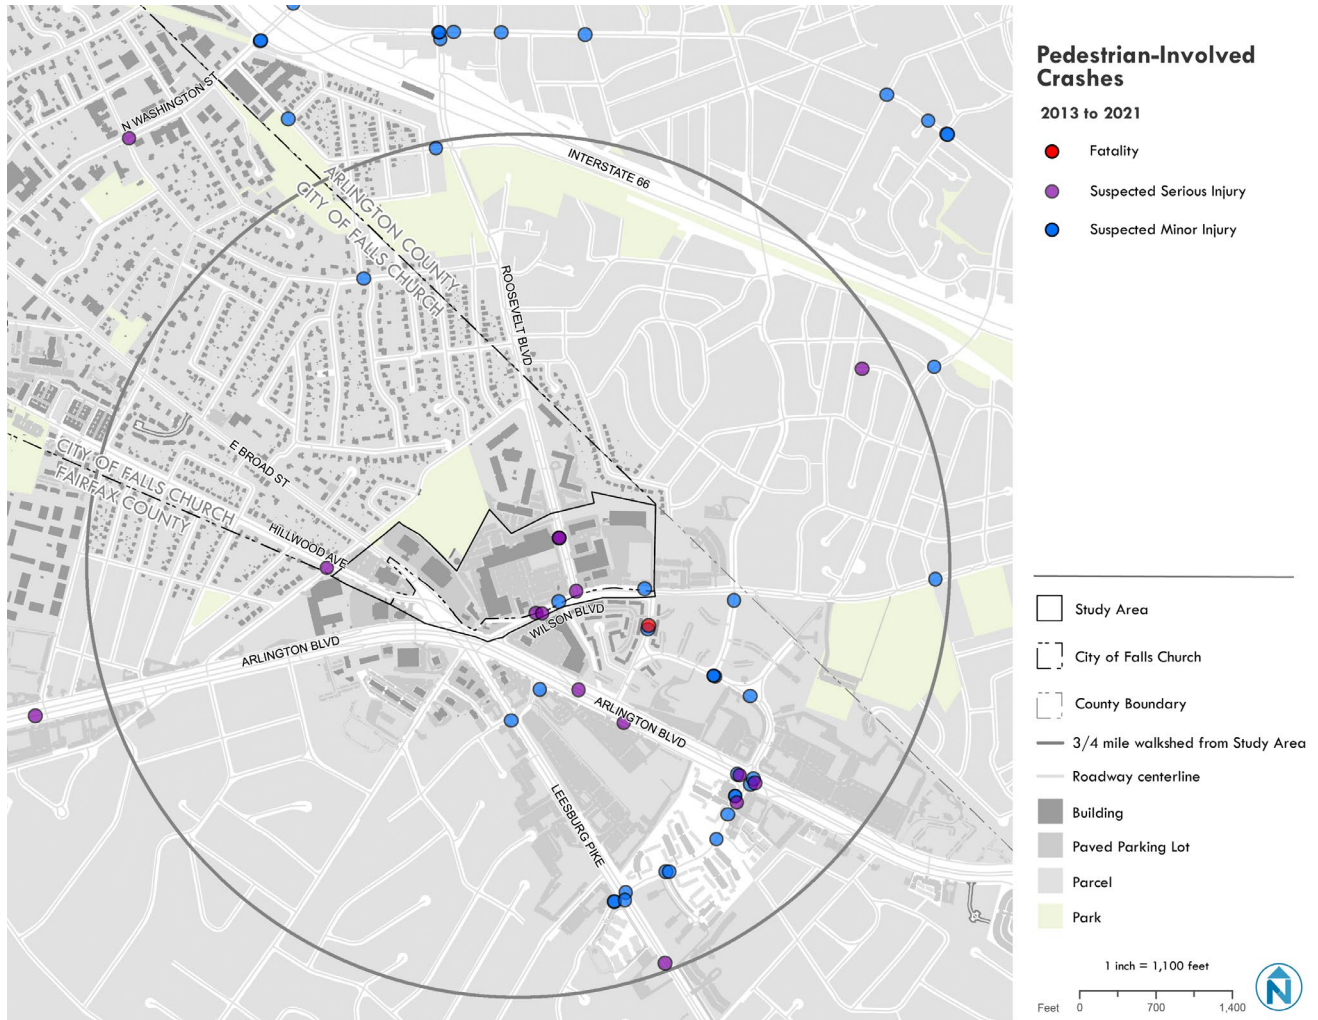 Pedestrian-Involved
Crashes
2013 to 2021
Fatality
Suspected Serious Injury
Suspected Minor Injury
N WASHINGTON ST
INTERSTATE 66
ARLINGTON COUNTY
CITY OF FALLS CHURCH
ROOSEVELT BLVD
E BROAD ST
CITY OF FALLS CHURCH
FAIRFAX COUNTY
HILLWOOD AVE
WILSON BLVD
ARLINGTON BLVD
ARLINGTON BLVD
LEESBURG PIKE
Study Area
City of Falls Church
County Boundary
3/4 mile walkshed from Study Area
Roadway centerline
Building
Paved Parking Lot
Parcel
Park
1 inch = 1,100 feet
Feet 0 700 1,400
N